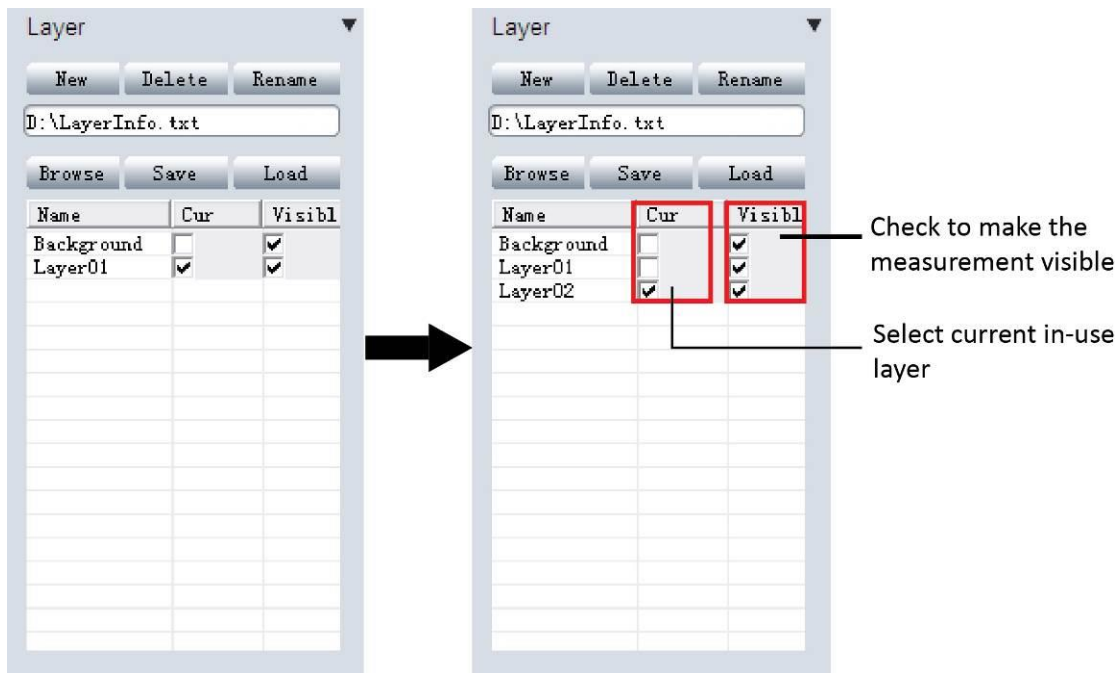 Layer
New Delete Rename
D:\LayerInfo.txt
Browse Save Load
Name Cur Visibl
Background
Layer01
Layer
New Delete Rename
D:\LayerInfo.txt
Browse Save Load
Name Cur Visibl
Background
Layer01
Layer02
Check to make the
measurement visible
Select current in-use
layer